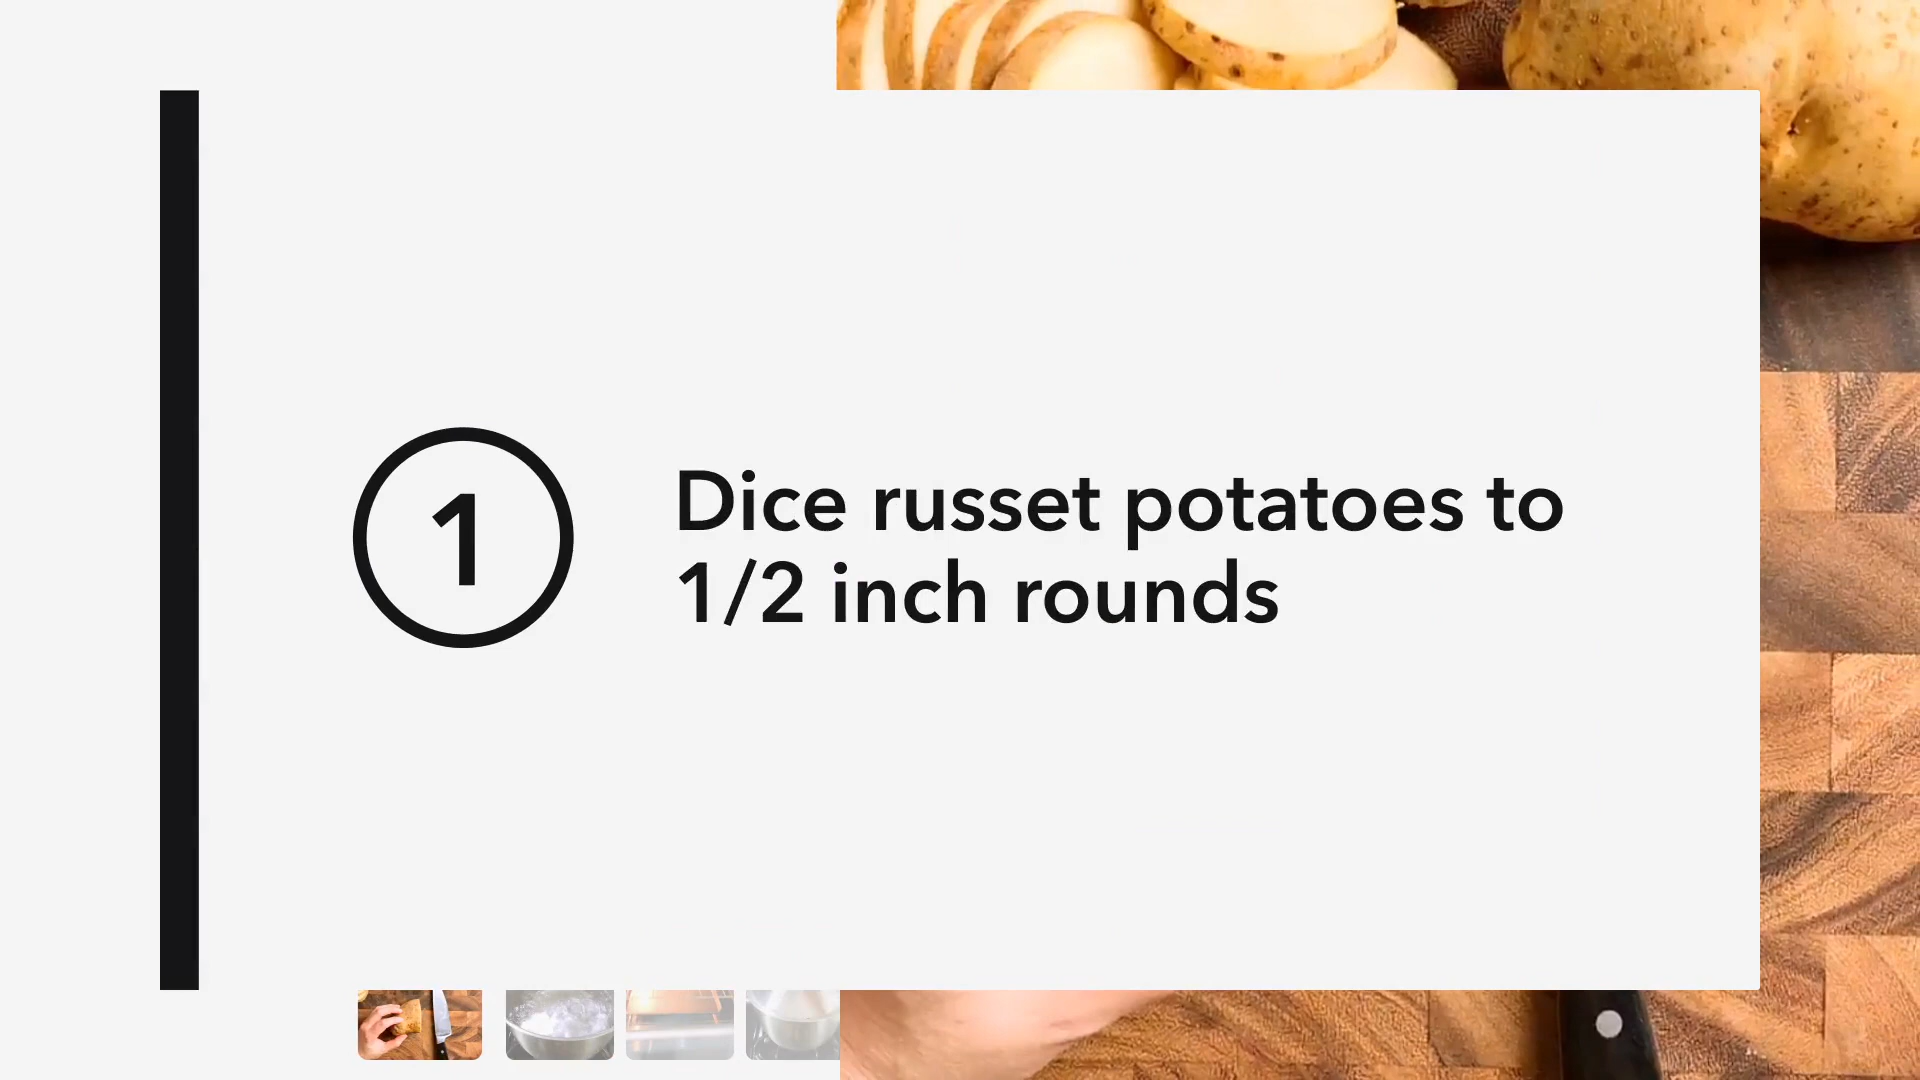 1
Dice russet potatoes to
1/2 inch rounds